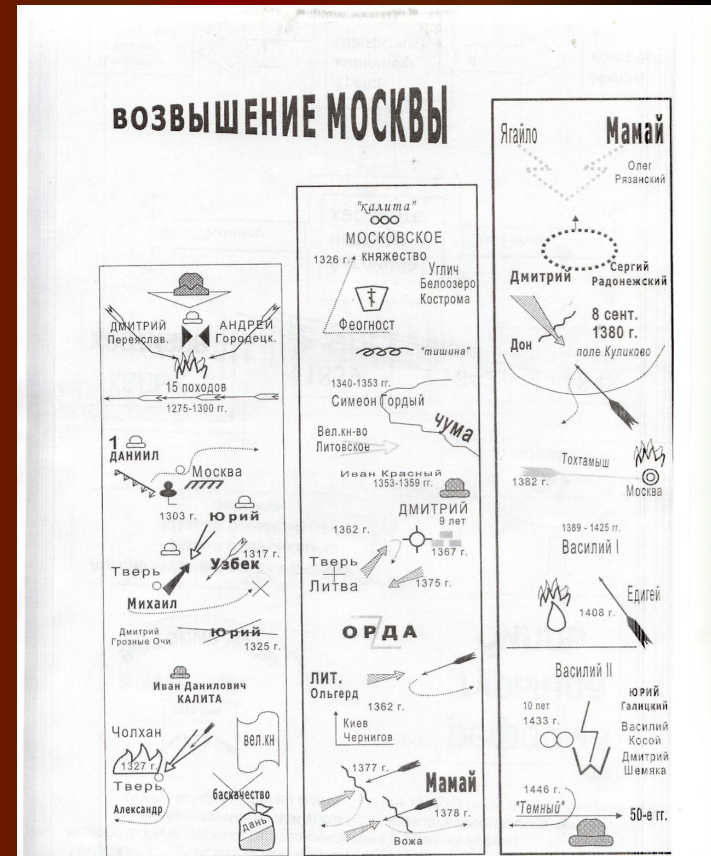 ВОЗВЫШЕНИЕ МОСКВЫ
ДМИТРИЙ
Переяслав.
АНДРЕЙ
Городецк.
15 походов
1275-1300 гг.
1
ДАНИИЛ
Москва
1303 г.
Юрий
1317 г.
Узбек
Тверь
Михаил
Дмитрий
Грозные Очи
Юрий
1325 г.
Иван Данилович
КАЛИТА
Чолхан
1327 г.
Тверь
Александр
вел.кн
баскачество
дань
"калита"
МОСКОВСКОЕ
княжество
1326 г.
Углич
Белоозеро
Кострома
Феогност
"тишина"
1340-1353 гг.
Симеон Гордый
чума
Вел.кн-во
Литовское
Иван Красный
1353-1359 гг.
ДМИТРИЙ
9 лет
1362 г.
1367 г.
Тверь
Литва
1375 г.
ОРДА
ЛИТ.
Ольгерд
1362 г.
Киев
Чернигов
1377 г.
Мамай
1378 г.
Вожа
Ягайло
Мамай
Олег
Рязанский
Дмитрий
Сергий
Радонежский
8 сент.
1380 г.
Дон
поле Куликово
Тохтамыш
1382 г.
Москва
1389 - 1425 гг.
Василий I
Едигей
1408 г.
Василий II
10 лет
1433 г.
ЮРИЙ
Галицкий
Василий
Косой
Дмитрий
Шемяка
1446 г.
"Темный"
50-е гг.